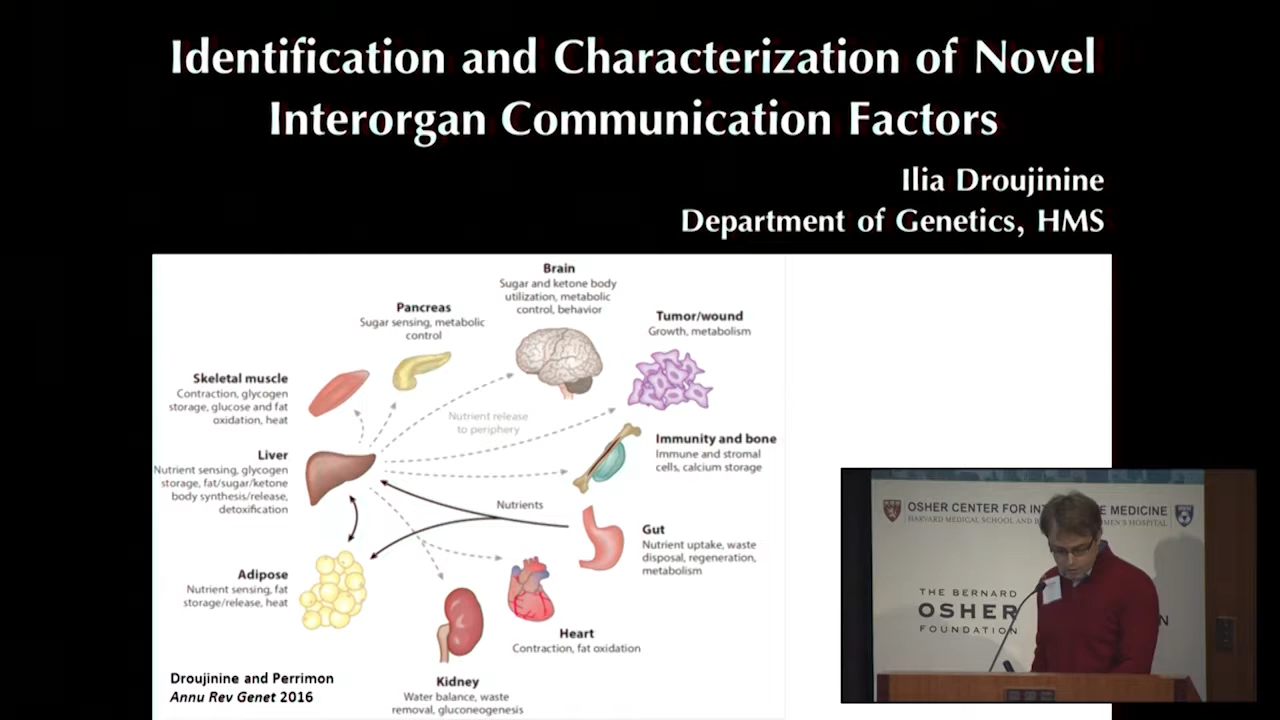 Identification and Characterization of Novel
Interorgan Communication Factors
Ilia Droujinine
Department of Genetics, HMS
Brain
Sugar and ketone body
utilization, metabolic
control, behavior
Pancreas
Sugar sensing, metabolic
control
Tumor/wound
Growth, metabolism
Skeletal muscle
Contraction, glycogen
storage, glucose and fat
oxidation, heat
Nutrient release
to periphery
Immunity and bone
Immune and stromal
cells, calcium storage
Liver
Nutrient sensing, glycogen
storage, fat/sugar/ketone
body synthesis/release,
detoxification
Nutrients
Gut
Nutrient uptake, waste
disposal, regeneration,
metabolism
Adipose
Nutrient sensing, fat
storage/release, heat
Heart
Contraction, fat oxidation
Kidney
Water balance, waste
removal, gluconeogenesis
Droujinine and Perrimon
Annu Rev Genet 2016
OSHER CENTER FOR INT E MEDICINE
HARVARD MEDICAL SCHOOL AND MEN'S HOSPITAL
THE BERNARD
OSHER
FOUNDATION
N